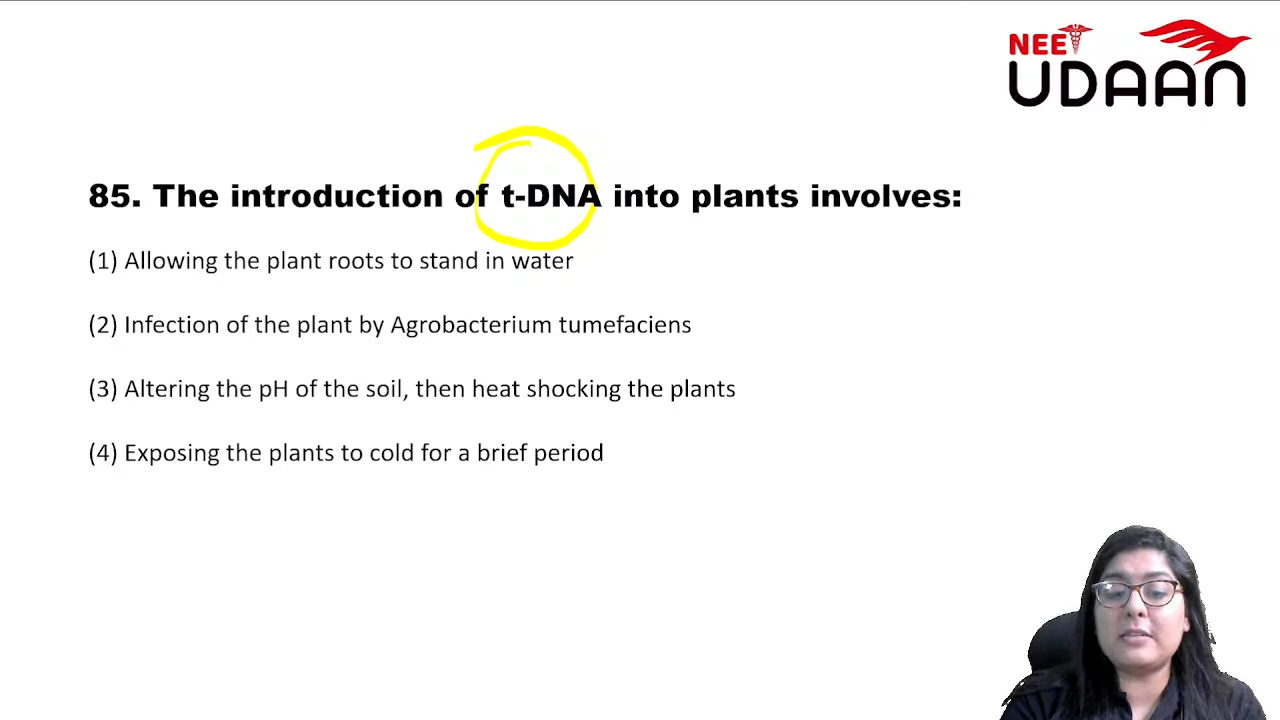 NEET
UDAAN
85. The introduction of t-DNA into plants involves:
(1) Allowing the plant roots to stand in water
(2) Infection of the plant by Agrobacterium tumefaciens
(3) Altering the pH of the soil, then heat shocking the plants
(4) Exposing the plants to cold for a brief period